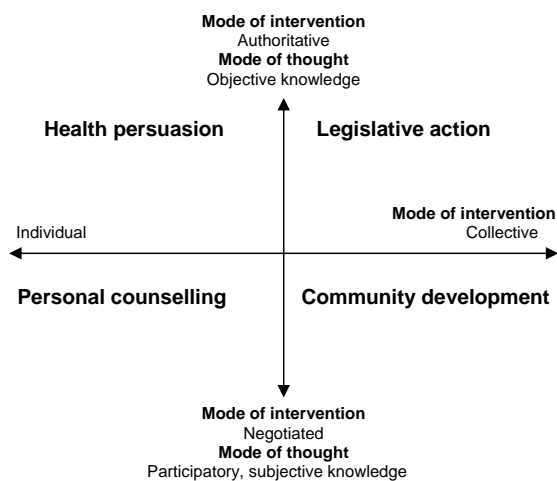 Mode of intervention
Authoritative
Mode of thought
Objective knowledge
Health persuasion
Legislative action
Individual
Mode of intervention
Collective
Personal counselling
Community development
Mode of intervention
Negotiated
Mode of thought
Participatory, subjective knowledge